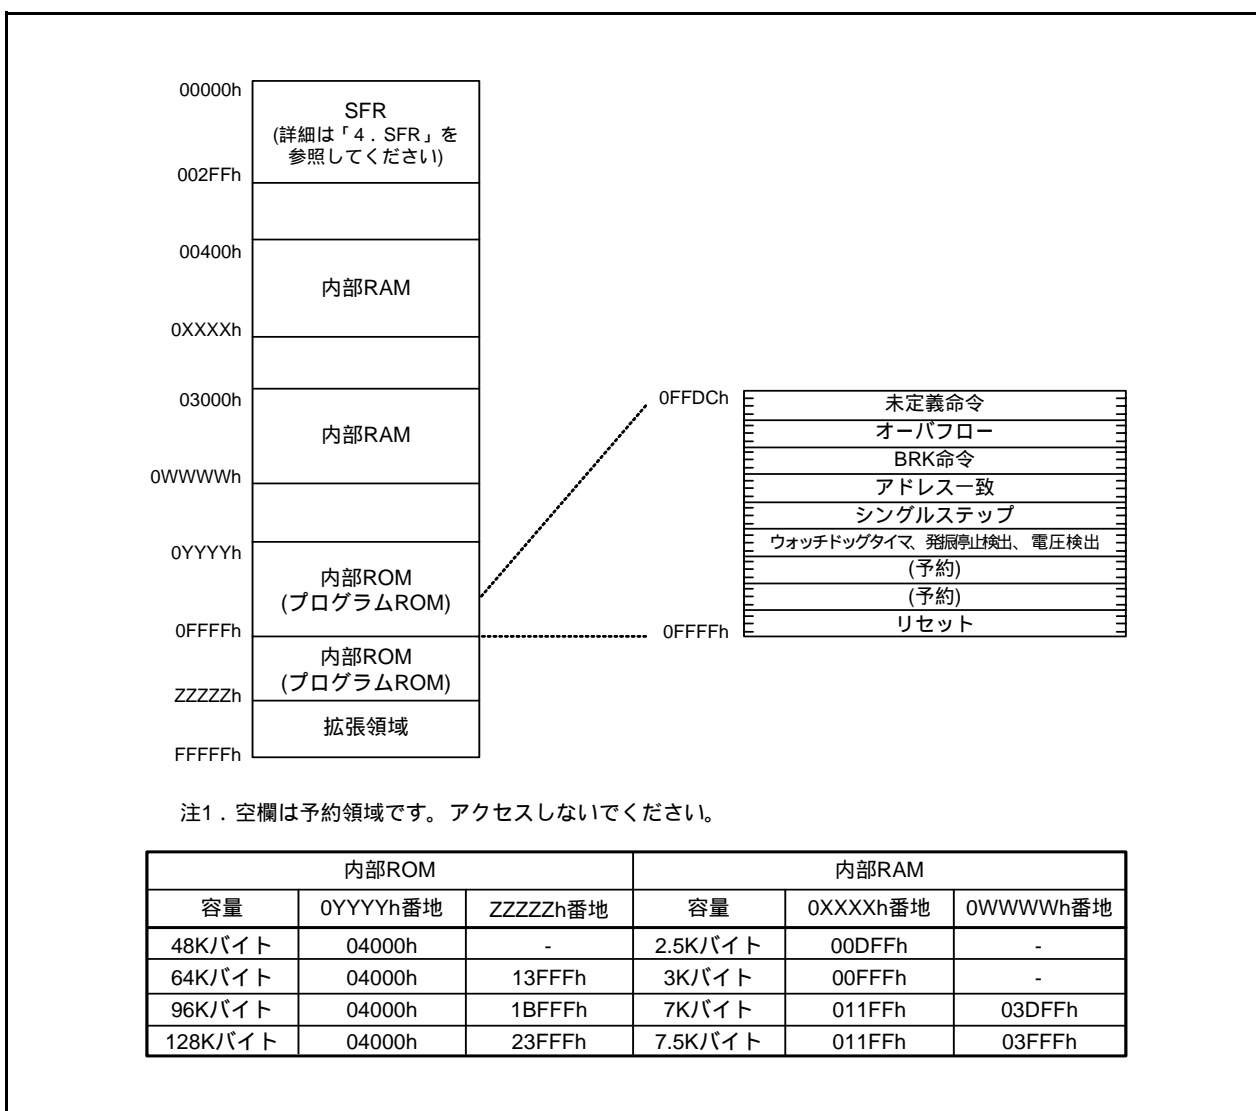 00000h
SFR
(詳細は「4．SFR」を
参照してください)
002FFh
00400h
内部RAM
0XXXXh
03000h
内部RAM
0WWWWh
0YYYYh
内部ROM
(プログラムROM)
0FFFFh
内部ROM
(プログラムROM)
ZZZZZh
拡張領域
FFFFFh
0FFDCh
未定義命令
オーバフロー
BRK命令
アドレス一致
シングルステップ
ウォッチドッグタイマ、発振停止検出、電圧検出
(予約)
(予約)
0FFFFh
リセット
注1．空欄は予約領域です。アクセスしないでください。
内部ROM 内部RAM
容量 0YYYYh番地 ZZZZZh番地 容量 0XXXXh番地 0WWWWh番地
48Kバイト 04000h - 2.5Kバイト 00DFFh -
64Kバイト 04000h 13FFFh 3Kバイト 00FFFh -
96Kバイト 04000h 1BFFFh 7Kバイト 011FFh 03DFFh
128Kバイト 04000h 23FFFh 7.5Kバイト 011FFh 03FFFh